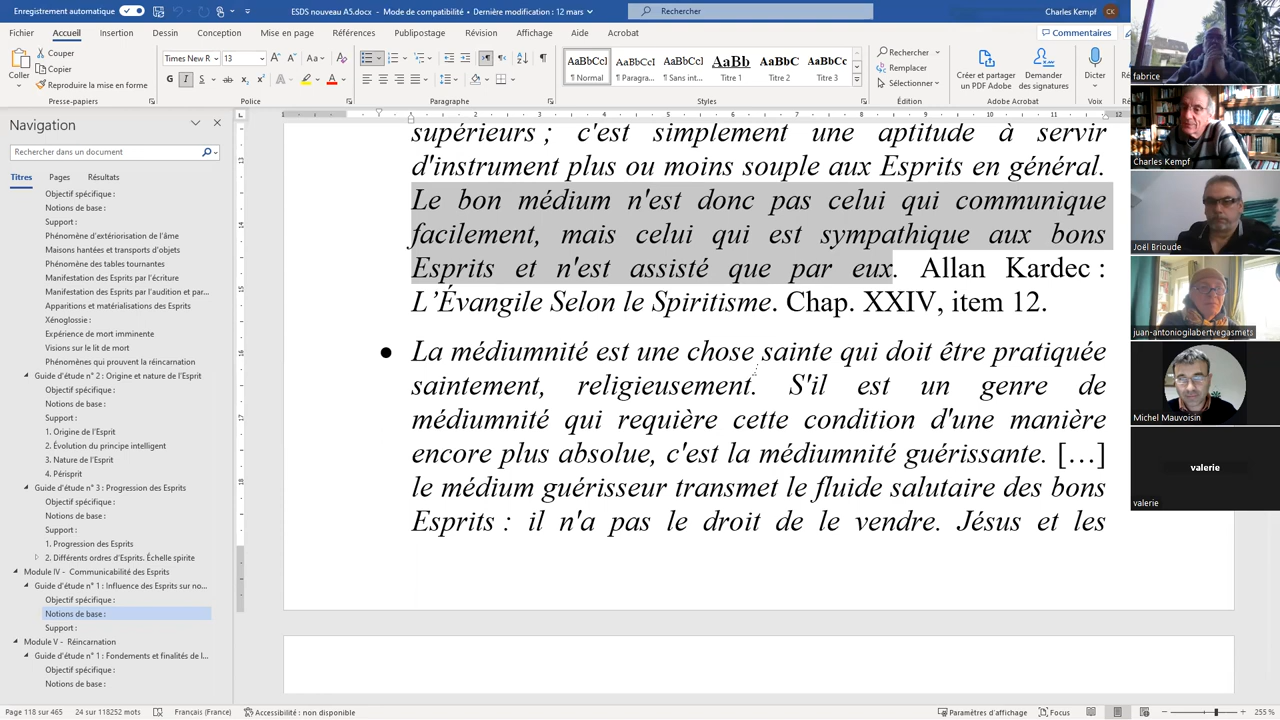 Enregistrement automatique
ESDS nouveau A5.docx • Mode de compatibilité • Dernière modification : 12 mars
Rechercher
Charles Kempf
CK
Fichier Accueil Insertion Dessin Conception Mise en page Références Publipostage Révision Affichage Aide Acrobat
Commentaires
Coller
Couper
Copier
Reproduire la mise en forme
Presse-papiers
Times New R
13
G I S ab x₂ x²
Police
Paragraphe
AaBbCcI AaBbCcl AaBbCcl AaBb AaBbC AaBbCc
¶ Normal ¶ Paragra... ¶ Sans int... Titre 1 Titre 2 Titre 3
Styles
Rechercher
Remplacer
Sélectionner
Édition
Créer et partager
un PDF Adobe
Demander
des signatures
Adobe Acrobat
Dicter
Voix
Navigation
Rechercher dans un document
Titres Pages Résultats
Objectif spécifique :
Notions de base :
Support :
Phénomène d'extériorisation de l'âme
Maisons hantées et transports d'objets
Phénomène des tables tournantes
Manifestation des Esprits par l'écriture
Manifestation des Esprits par l'audition et par...
Apparitions et matérialisations des Esprits
Xénoglossie :
Expérience de mort imminente
Visions sur le lit de mort
Phénomènes qui prouvent la réincarnation
Guide d'étude n° 2 : Origine et nature de l'Esprit
Objectif spécifique :
Notions de base :
Support :
1. Origine de l'Esprit
2. Évolution du principe intelligent
3. Nature de l'Esprit
4. Périsprit
Guide d'étude n° 3 : Progression des Esprits
Objectif spécifique :
Notions de base :
Support :
1. Progression des Esprits
2. Différents ordres d'Esprits. Échelle spirite
Module IV - Communicabilité des Esprits
Guide d'étude n° 1 : Influence des Esprits sur no...
Objectif spécifique :
Notions de base :
Support :
Module V - Réincarnation
Guide d'étude n° 1 : Fondements et finalités de l...
Objectif spécifique :
Notions de base :
supérieurs ; c'est simplement une aptitude à servir
d'instrument plus ou moins souple aux Esprits en général.
Le bon médium n'est donc pas celui qui communique
facilement, mais celui qui est sympathique aux bons
Esprits et n'est assisté que par eux. Allan Kardec :
L'Évangile Selon le Spiritisme. Chap. XXIV, item 12.
● La médiumnité est une chose sainte qui doit être pratiquée
saintement, religieusement. S'il est un genre de
médiumnité qui requière cette condition d'une manière
encore plus absolue, c'est la médiumnité guérissante. […]
le médium guérisseur transmet le fluide salutaire des bons
Esprits : il n'a pas le droit de le vendre. Jésus et les
fabrice
Charles Kempf
Joël Brioude
juan-antoniogilabertvegasmets
Michel Mauvoisin
valerie
valerie
Page 118 sur 465 24 sur 118252 mots Français (France) Accessibilité : non disponible
Paramètres d'affichage Focus 255 %